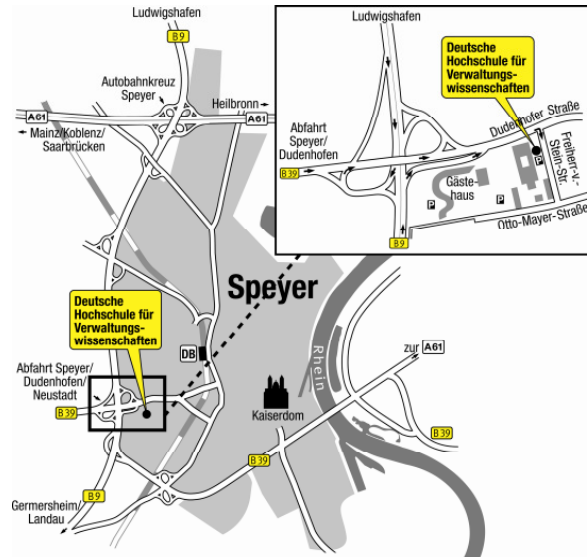 Ludwigshafen
B9
Autobahnkreuz
Speyer
Heilbronn
A61
A61
Mainz/Koblenz/
Saarbrücken
Speyer
Deutsche
Hochschule für
Verwaltungs-
wissenschaften
DB
Abfahrt Speyer/
Dudenhofen/
Neustadt
B39
Kaiserdom
Rhein
zur A61
B39
B39
B9
Germersheim/
Landau
Ludwigshafen
Deutsche
Hochschule für
Verwaltungs-
wissenschaften
Dudenhofer Straße
Abfahrt
Speyer/
Dudenhofen
B39
Freiherr-v.-
Stein-Str.
Gäste-
haus
P
P
P
Otto-Mayer-Straße
B9